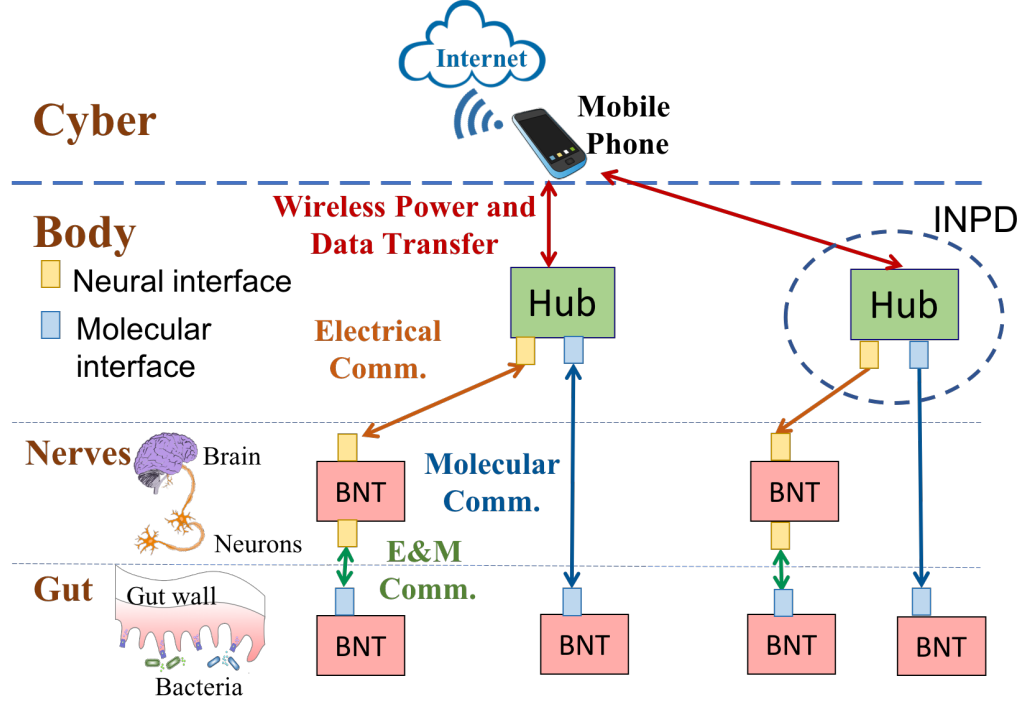 Internet
Cyber
Mobile
Phone
Body
Wireless Power and
Data Transfer
INPD
Neural interface
Molecular
interface
Hub
Hub
Electrical
Comm.
Nerves
Brain
Neurons
BNT
Molecular
Comm.
BNT
E&M
Comm.
Gut
Gut wall
Bacteria
BNT
BNT
BNT
BNT